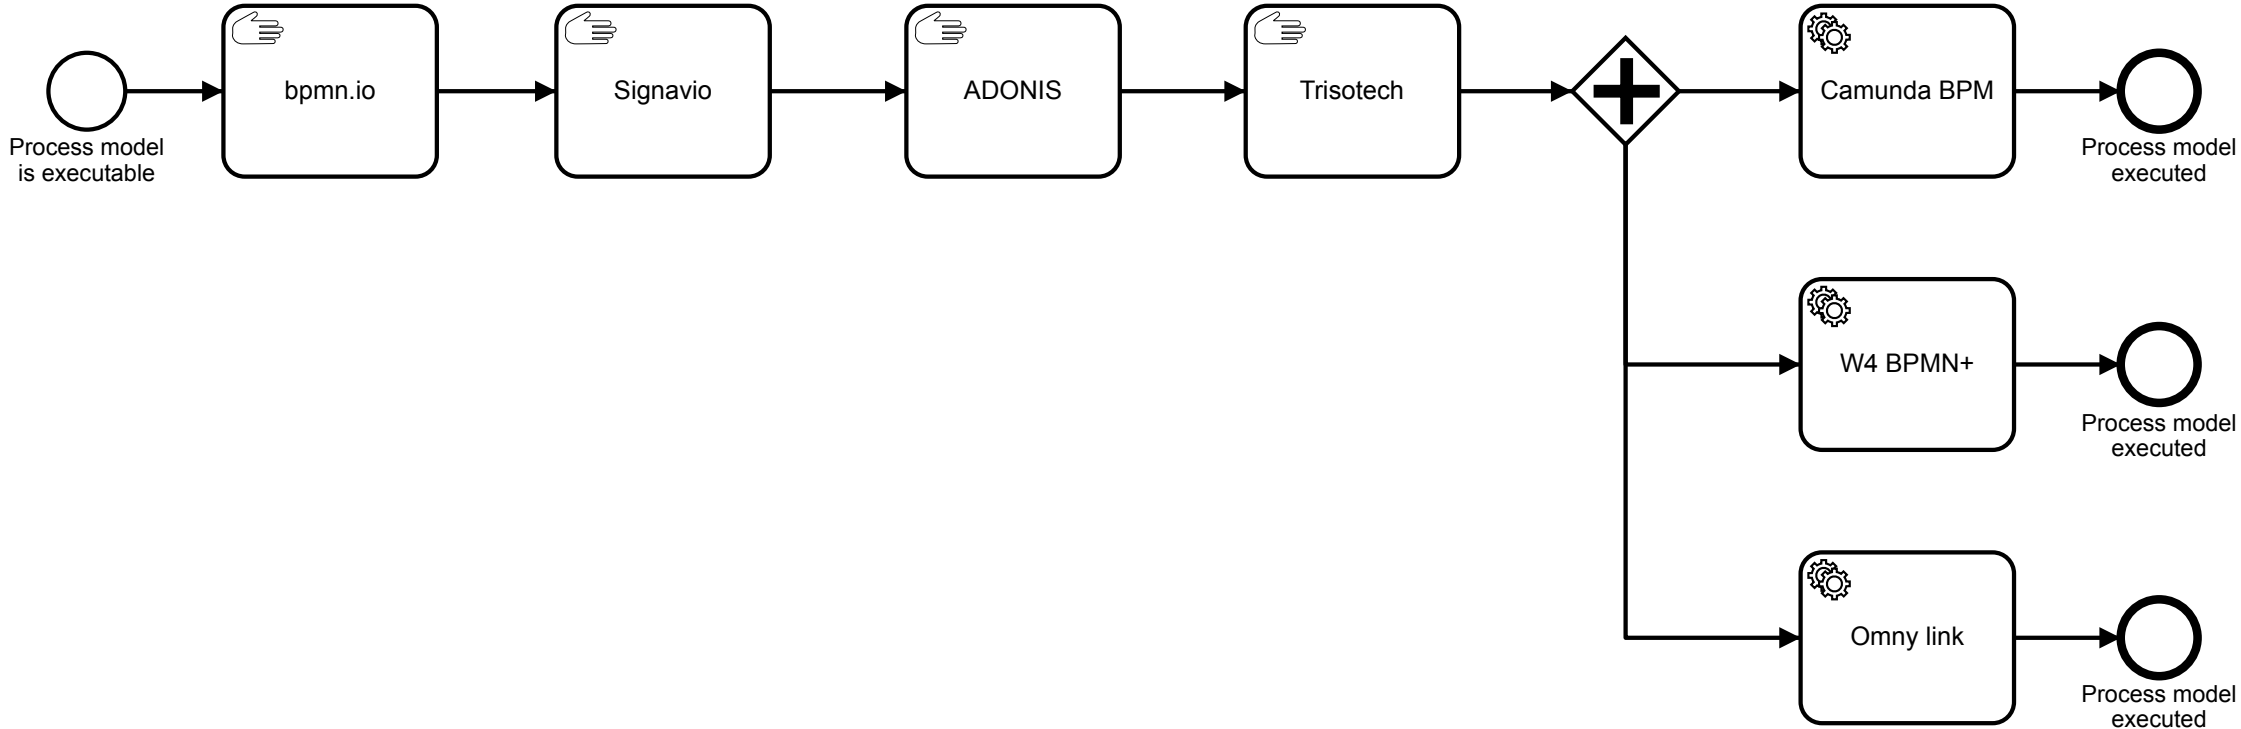 bpmn.io
Signavio
ADONIS
Trisotech
Camunda BPM
Process model
is executable
Process model
executed
W4 BPMN+
Process model
executed
Omny link
Process model
executed